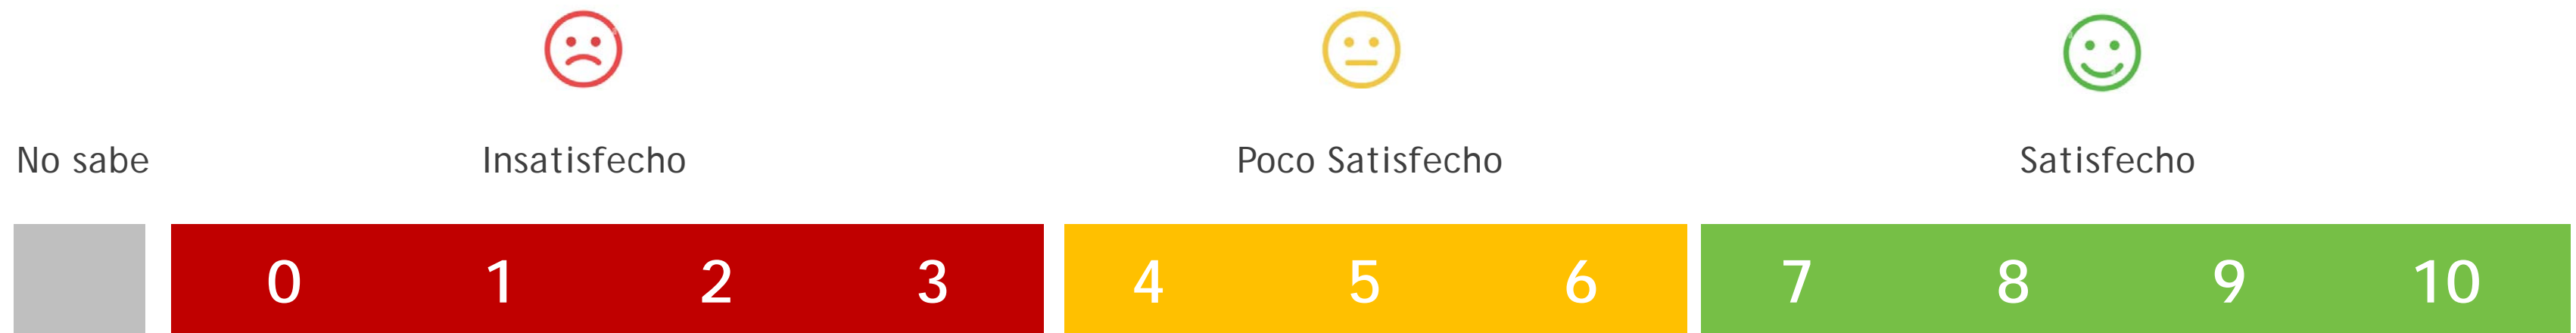 No sabe Insatisfecho Poco Satisfecho Satisfecho
0 1 2 3 4 5 6 7 8 9 10